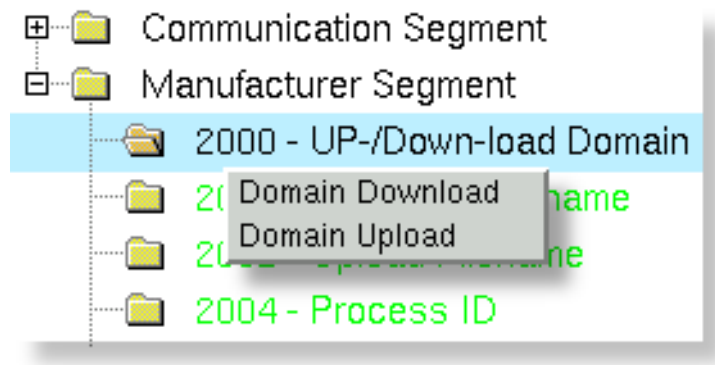 Communication Segment
Manufacturer Segment
2000 - UP-/Down-load Domain
Domain Download
Domain Upload
2004 - Process ID